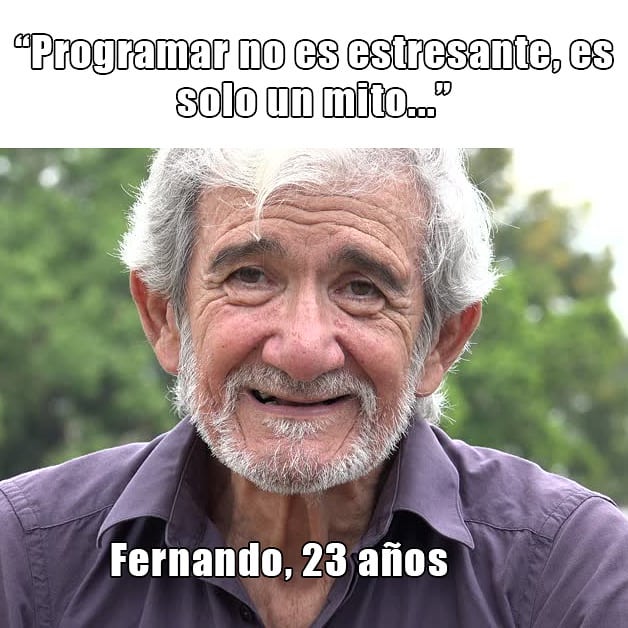 “Programar no es estresante, es
solo un mito...”
Fernando, 23 años